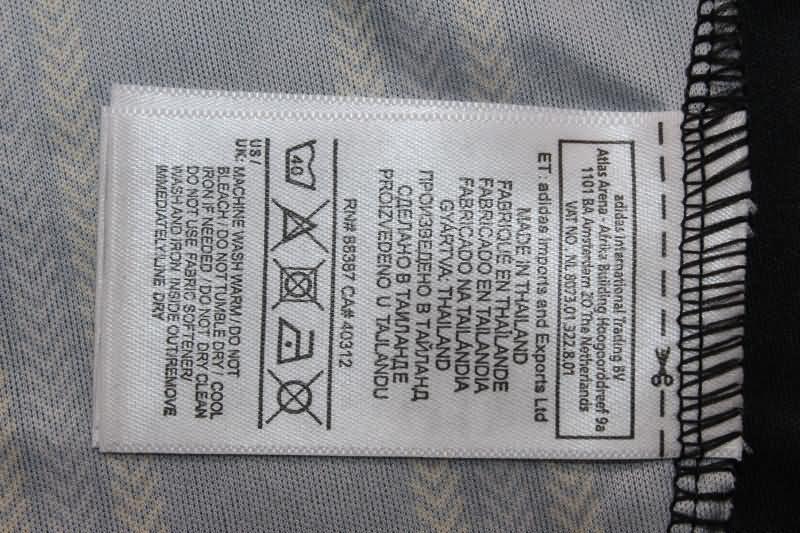 adidas International Trading BV
Atlas Arena - Afrika Building Hoogoorddreef 9a
1101 BA Amsterdam ZO The Netherlands
VAT NO. NL 8073.01.322.B.01
ET: adidas Imports and Exports Ltd
MADE IN THAILAND
FABRIQUÉ EN THAÏLANDE
FABRICADO EN TAILANDIA
FABRICADO NA TAILÂNDIA
GYÁRTVA: THAILAND
ПРОИЗВЕДЕНО В ТАЙЛАНД
СДЕЛАНО В ТАИЛАНДЕ
PROIZVEDENO U TAJLANDU
RN# 88387 CA# 40312
40
US /
UK: MACHINE WASH WARM / DO NOT
BLEACH / DO NOT TUMBLE DRY / COOL
IRON IF NEEDED / DO NOT DRY CLEAN
DO NOT USE FABRIC SOFTENER/
WASH AND IRON INSIDE OUT/REMOVE
IMMEDIATELY/LINE DRY